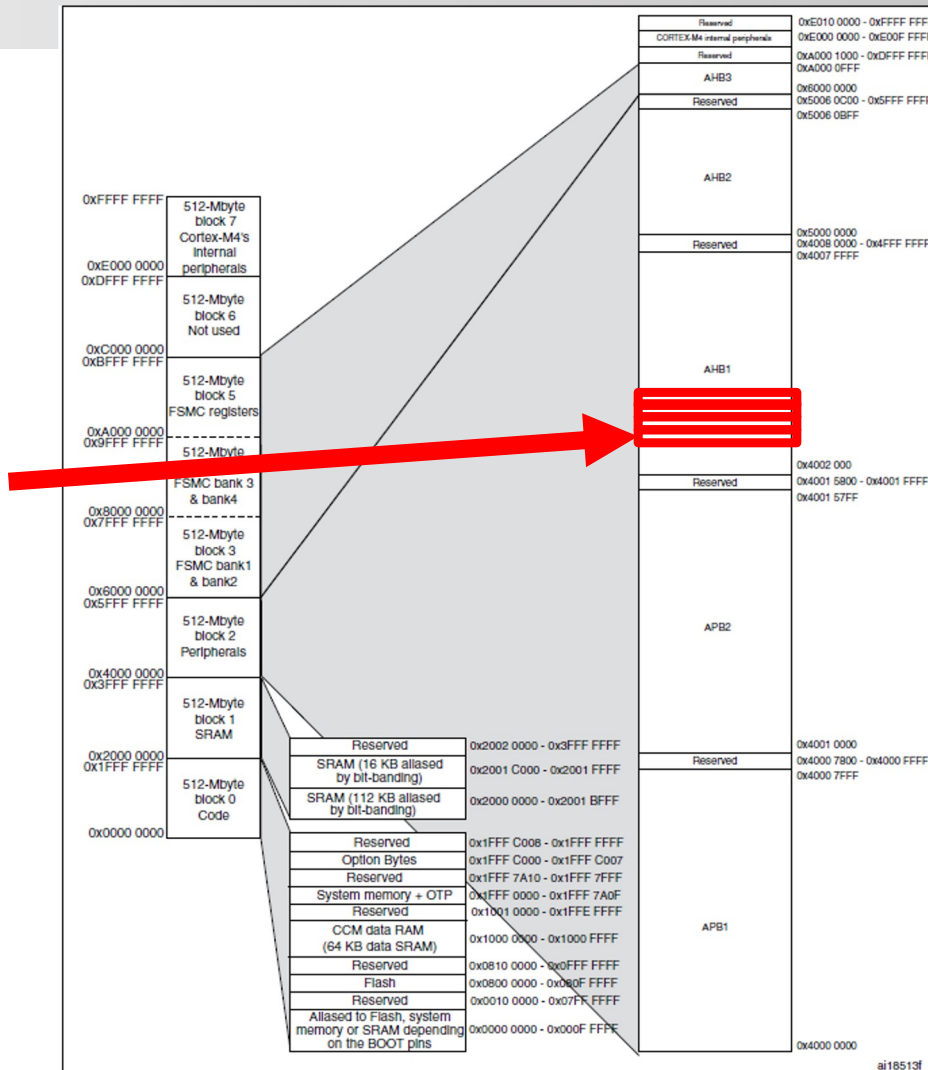 Reserved
0xE010 0000 - 0xFFFF FFF
CORTEX-M4 internal peripherals
0xE000 0000 - 0xE00F FFF
Reserved
0xA000 1000 - 0xDFFF FFF
AHB3
0xA000 0FFF
0x6000 0000
Reserved
0x5006 0C00 - 0x5FFF FFFF
0x5006 0BFF
AHB2
0x5000 0000
Reserved
0x4008 0000 - 0x4FFF FFFF
0x4007 FFFF
AHB1
0x4002 000
Reserved
0x4001 5800 - 0x4001 FFFF
0x4001 57FF
APB2
0x4001 0000
Reserved
0x4000 7800 - 0x4000 FFFF
0x4000 7FFF
APB1
0x4000 0000
0xFFFF FFFF
512-Mbyte
block 7
Cortex-M4's
internal
peripherals
0xE000 0000
0xDFFF FFFF
512-Mbyte
block 6
Not used
0xC000 0000
0xBFFF FFFF
512-Mbyte
block 5
FSMC registers
0xA000 0000
0x9FFF FFFF
512-Mbyte
FSMC bank 3
& bank4
0x8000 0000
0x7FFF FFFF
512-Mbyte
block 3
FSMC bank1
& bank2
0x6000 0000
0x5FFF FFFF
512-Mbyte
block 2
Peripherals
0x4000 0000
0x3FFF FFFF
512-Mbyte
block 1
SRAM
0x2000 0000
0x1FFF FFFF
512-Mbyte
block 0
Code
0x0000 0000
Reserved
0x2002 0000 - 0x3FFF FFFF
SRAM (16 KB aliased
by bit-banding)
0x2001 C000 - 0x2001 FFFF
SRAM (112 KB aliased
by bit-banding)
0x2000 0000 - 0x2001 BFFF
Reserved
0x1FFF C008 - 0x1FFF FFFF
Option Bytes
0x1FFF C000 - 0x1FFF C007
Reserved
0x1FFF 7A10 - 0x1FFF 7FFF
System memory + OTP
0x1FFF 0000 - 0x1FFF 7A0F
Reserved
0x1001 0000 - 0x1FFE FFFF
CCM data RAM
(64 KB data SRAM)
0x1000 0000 - 0x1000 FFFF
Reserved
0x0810 0000 - 0x0FFF FFFF
Flash
0x0800 0000 - 0x080F FFFF
Reserved
0x0010 0000 - 0x07FF FFFF
Aliased to Flash, system
memory or SRAM depending
on the BOOT pins
0x0000 0000 - 0x000F FFFF
ai18513f